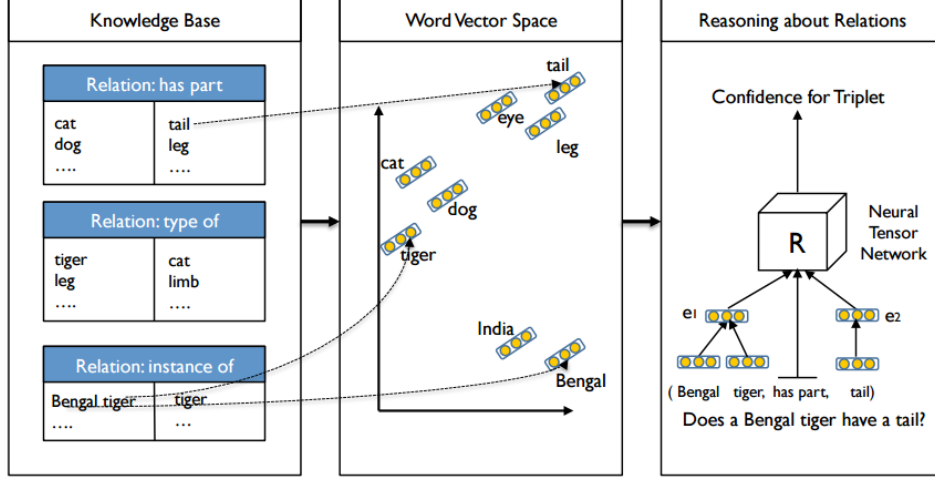 Knowledge Base
Relation: has part
cat tail
dog leg
.... ....
Relation: type of
tiger cat
leg limb
.... ....
Relation: instance of
Bengal tiger tiger
.... ...
Word Vector Space
tail
eye
leg
cat
dog
tiger
India
Bengal
Reasoning about Relations
Confidence for Triplet
R
Neural
Tensor
Network
e1 e2
( Bengal tiger, has part, tail)
Does a Bengal tiger have a tail?